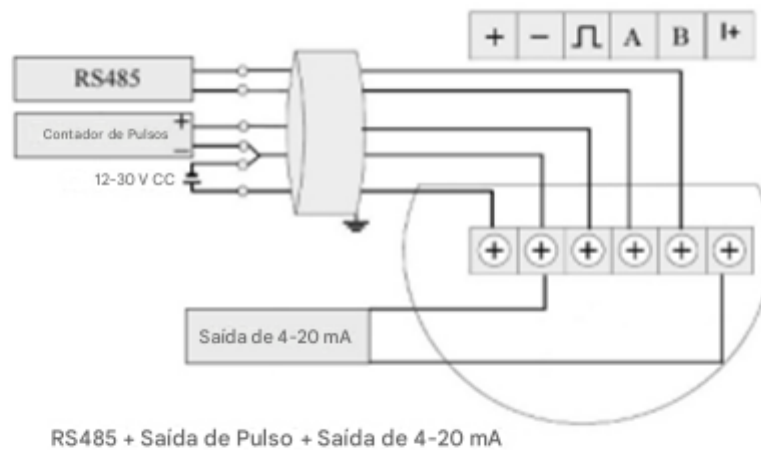 + − ⎍ A B I+
RS485
Contador de Pulsos + −
12-30 V CC
Saída de 4-20 mA
RS485 + Saída de Pulso + Saída de 4-20 mA